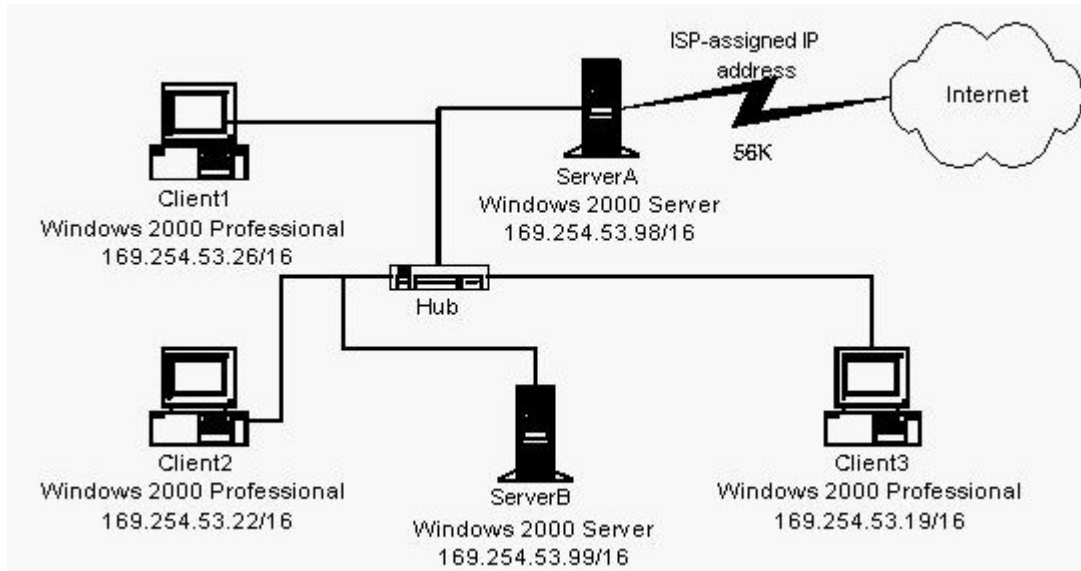 ISP-assigned IP
address
Internet
56K
ServerA
Windows 2000 Server
169.254.53.98/16
Client1
Windows 2000 Professional
169.254.53.26/16
Hub
Client2
Windows 2000 Professional
169.254.53.22/16
ServerB
Windows 2000 Server
169.254.53.99/16
Client3
Windows 2000 Professional
169.254.53.19/16